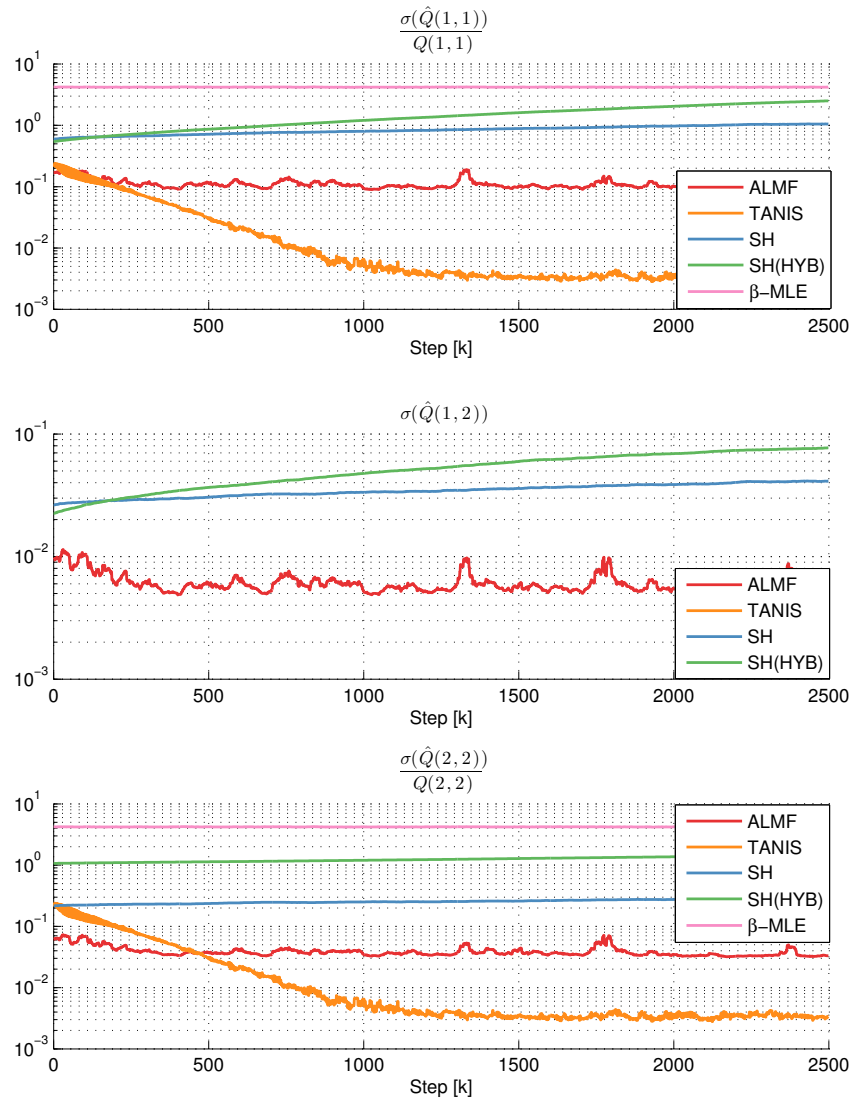 σ(Q̂(1,1))
Q(1,1)
10^1
10^0
10^−1
10^−2
10^−3
0 500 1000 1500 2000 2500
Step [k]
ALMF
TANIS
SH
SH(HYB)
β−MLE
σ(Q̂(1,2))
10^−1
10^−2
10^−3
0 500 1000 1500 2000 2500
Step [k]
ALMF
TANIS
SH
SH(HYB)
σ(Q̂(2,2))
Q(2,2)
10^1
10^0
10^−1
10^−2
10^−3
0 500 1000 1500 2000 2500
Step [k]
ALMF
TANIS
SH
SH(HYB)
β−MLE